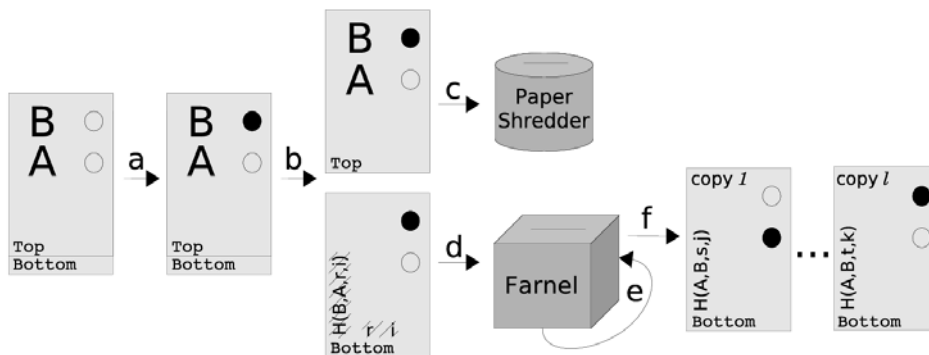 B
A
Top
Bottom
a
B
A
Top
Bottom
b
B
A
Top
c
Paper
Shredder
H(B,A,r,i)
r i
Bottom
d
Farnel
e
f
copy 1
H(A,B,s,j)
Bottom
...
copy l
H(A,B,t,k)
Bottom